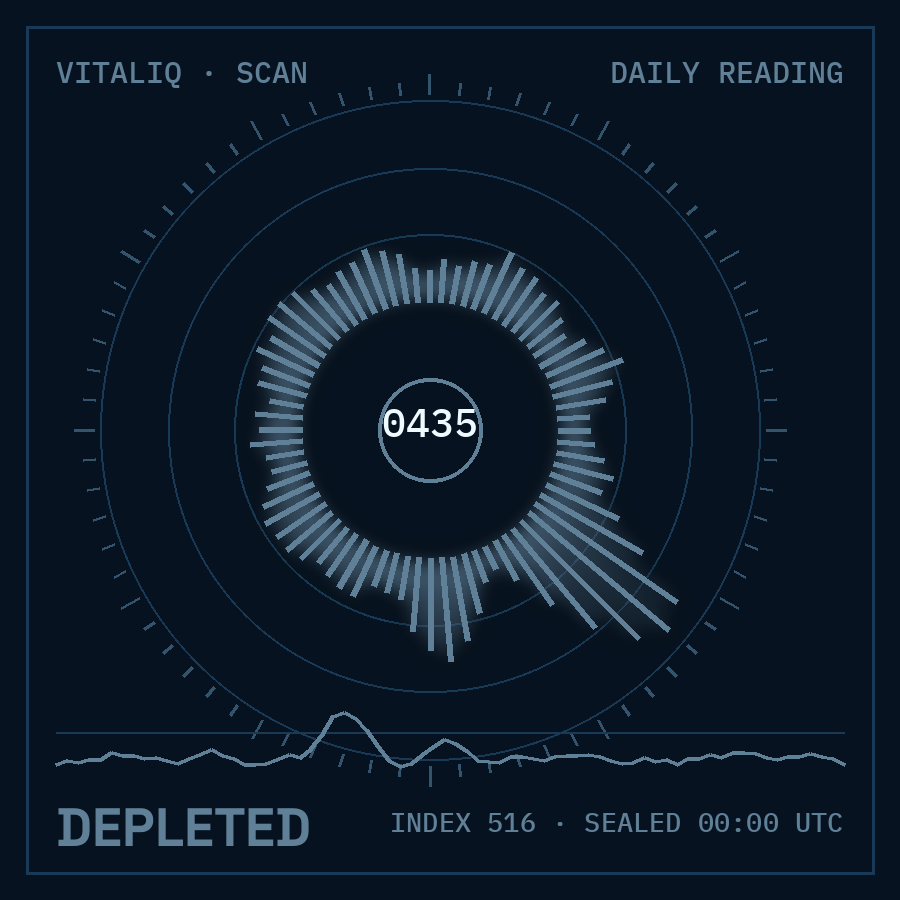 VITALIQ · SCAN
DAILY READING
0435
DEPLETED
INDEX 516 · SEALED 00:00 UTC